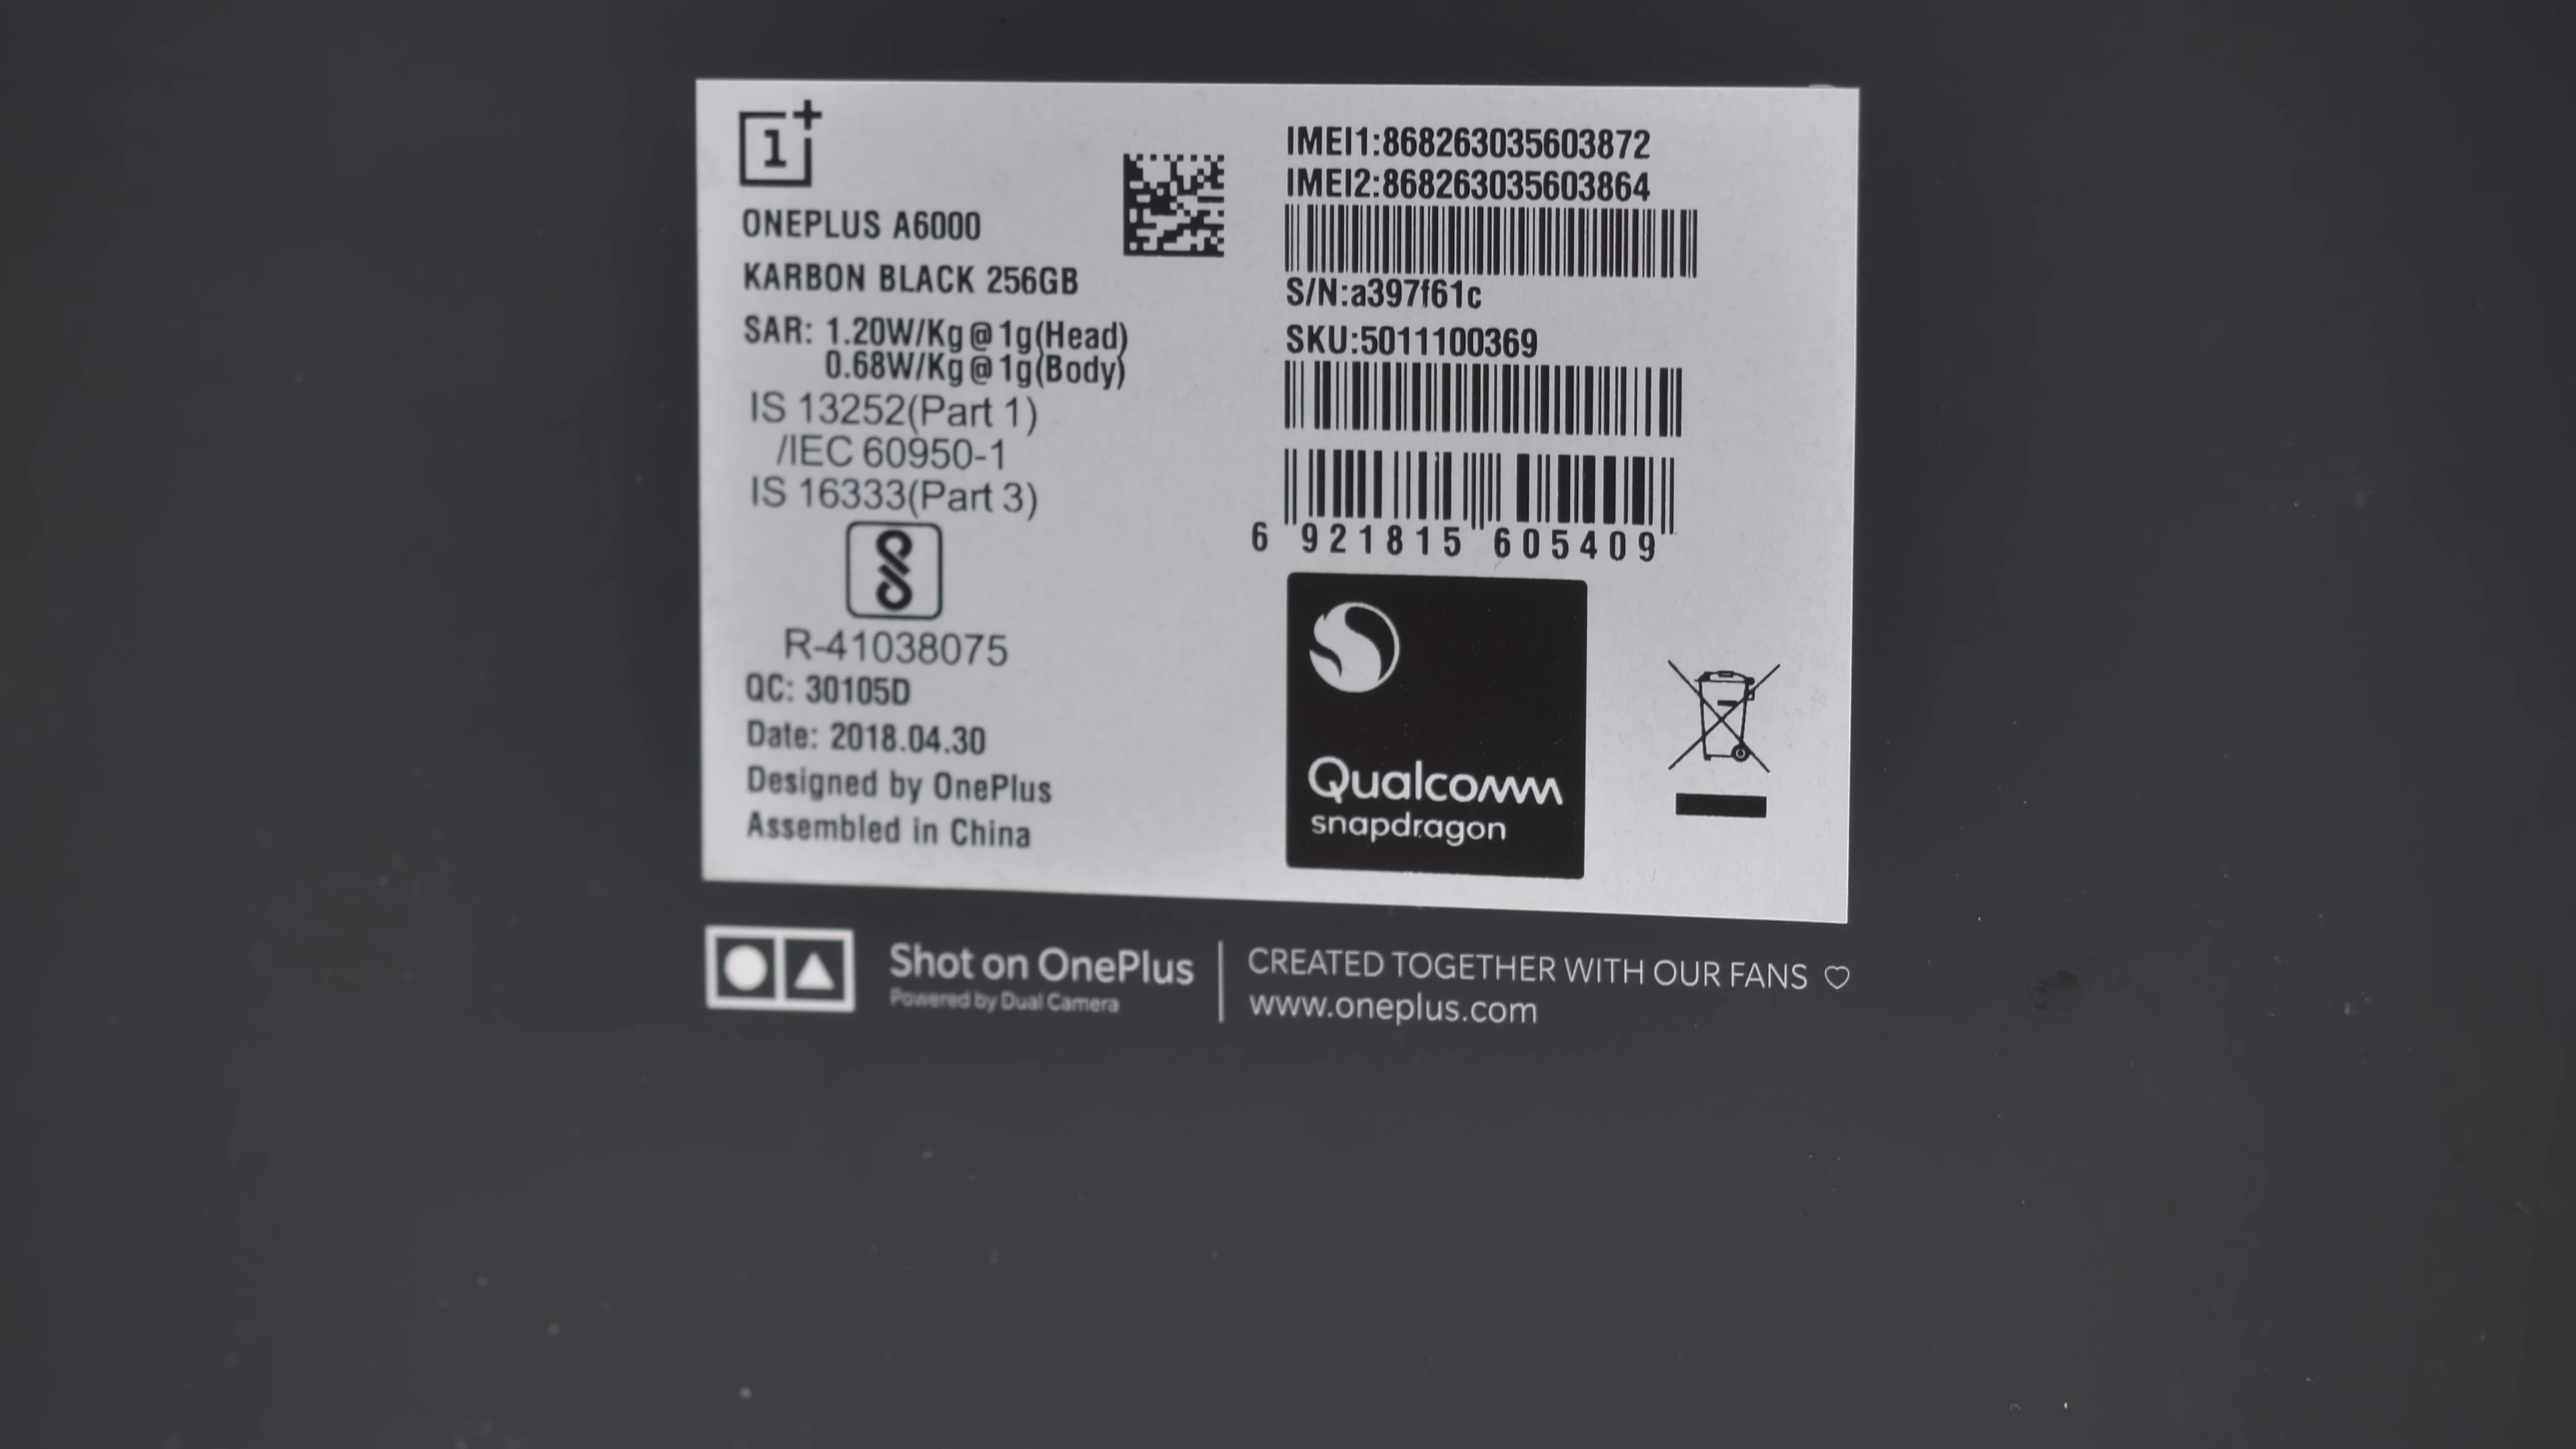 1+
ONEPLUS A6000
KARBON BLACK 256GB
SAR: 1.20W/Kg@1g(Head)
0.68W/Kg@1g(Body)
IS 13252(Part 1)
/IEC 60950-1
IS 16333(Part 3)
R-41038075
QC: 30105D
Date: 2018.04.30
Designed by OnePlus
Assembled in China
IMEI1:868263035603872
IMEI2:868263035603864
S/N:a397f61c
SKU:5011100369
6 921815 605409
Qualcomm
snapdragon
Shot on OnePlus
Powered by Dual Camera
CREATED TOGETHER WITH OUR FANS ♡
www.oneplus.com